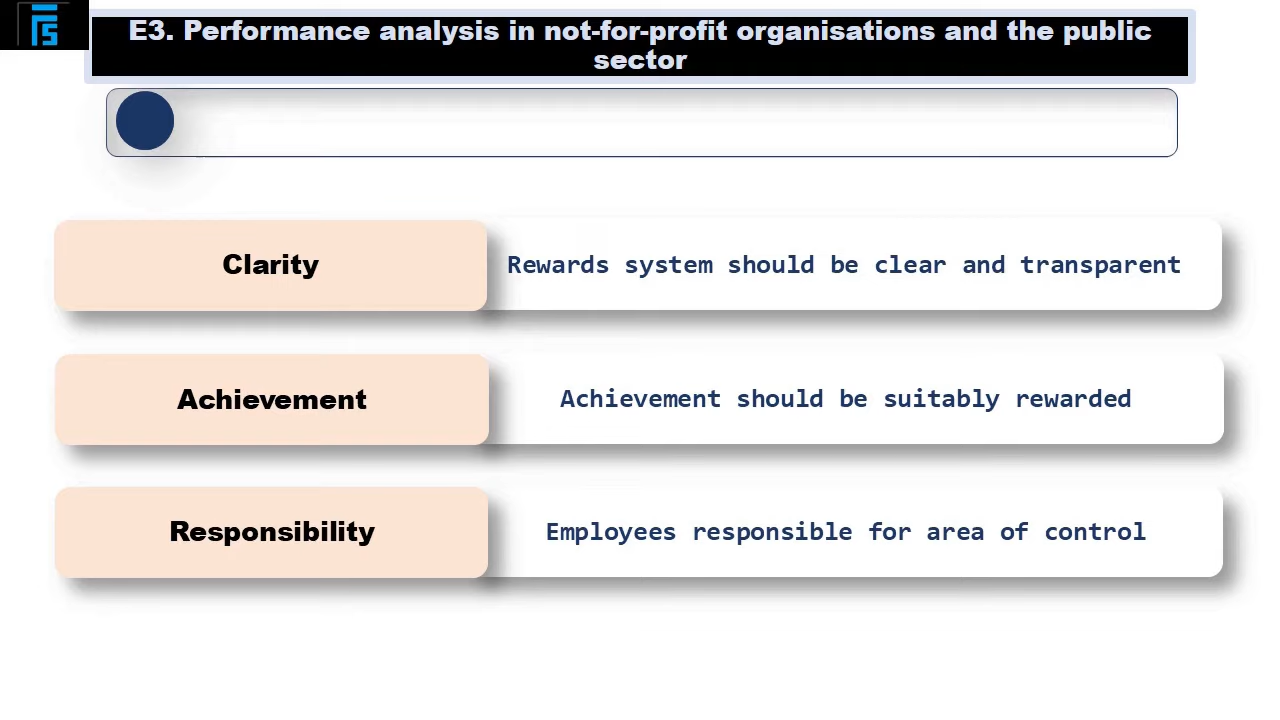 E3. Performance analysis in not-for-profit organisations and the public
sector
Clarity
Rewards system should be clear and transparent
Achievement
Achievement should be suitably rewarded
Responsibility
Employees responsible for area of control